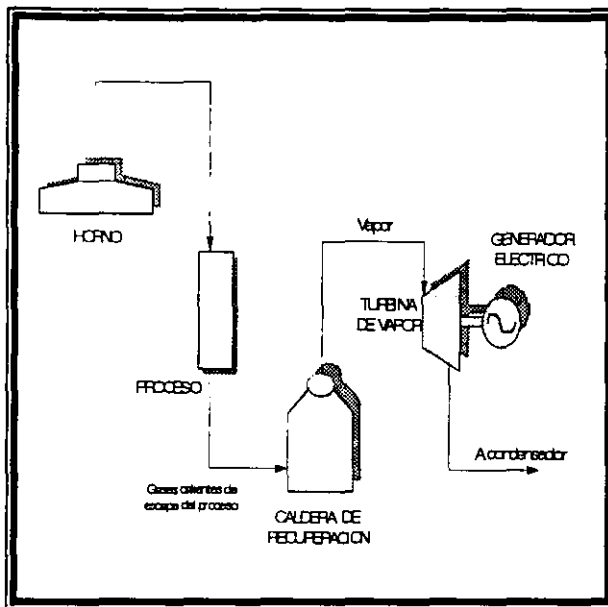 HORNO
Vapor
GENERADOR
ELECTRICO
TURBINA
DE VAPOR
PROCESO
Gases calientes de
escape del proceso
A condensador
CALDERA DE
RECUPERACION